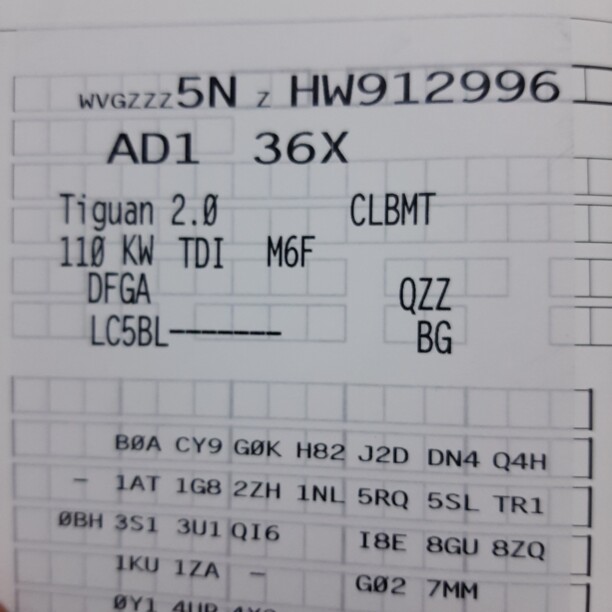 WVGZZZ5N Z HW912996
AD1 36X
Tiguan 2.0 CLBMT
110 KW TDI M6F
DFGA QZZ
LC5BL------- BG
B0A CY9 G0K H82 J2D DN4 Q4H
- 1AT 1G8 2ZH 1NL 5RQ 5SL TR1
0BH 3S1 3U1 QI6 I8E 8GU 8ZQ
1KU 1ZA - G02 7MM
0Y1